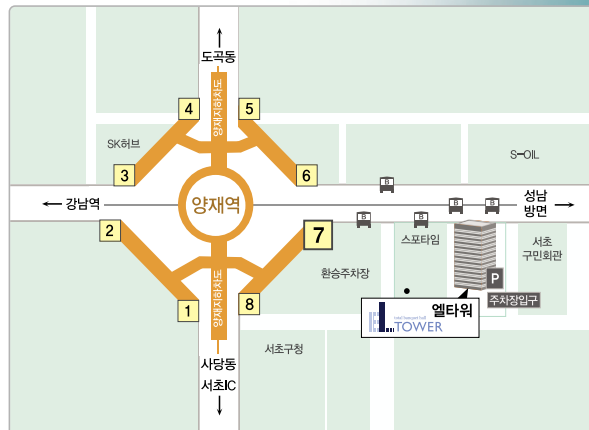 도곡동
4
5
양재지하차도
SK허브
3
6
S-OIL
B
강남역
양재역
B
B
성남
방면
2
7
B
B
스포타임
서초
구민회관
환승주차장
P
1
8
양재지하차도
주차장입구
엘타워
EL TOWER
서초구청
사당동
서초IC